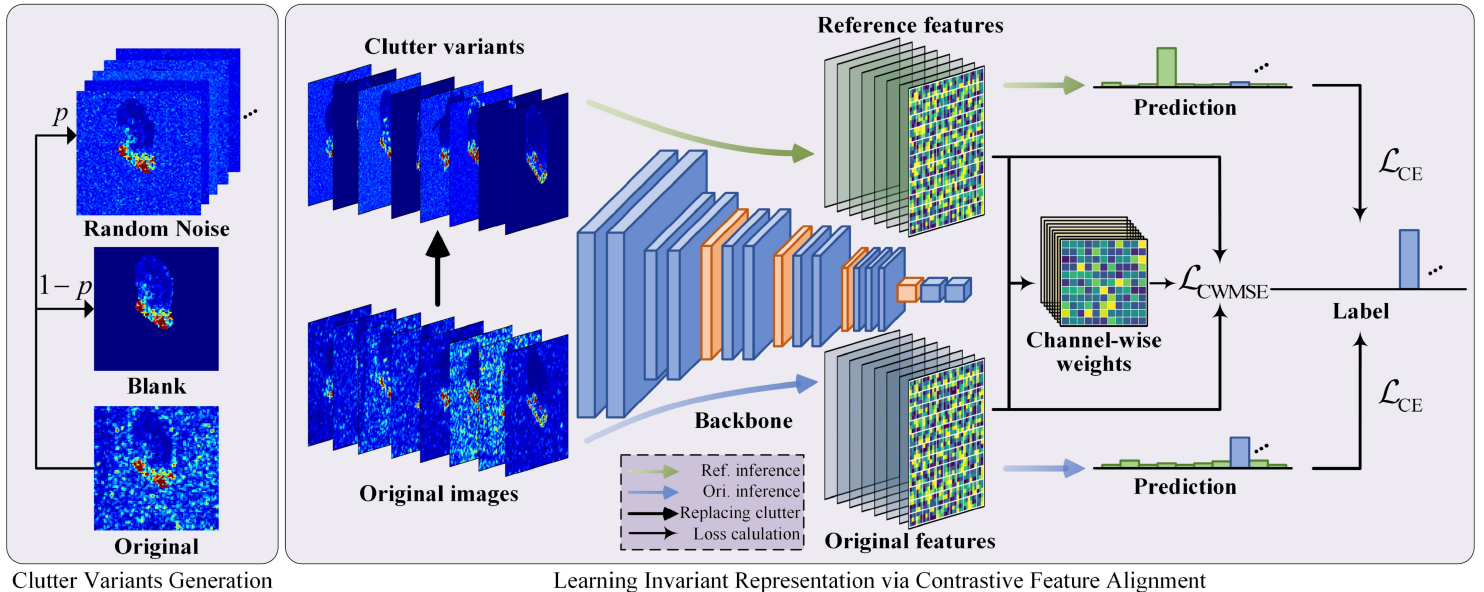 p
Random Noise
1 − p
Blank
Original
Clutter Variants Generation
Clutter variants
Original images
Backbone
Ref. inference
Ori. inference
Replacing clutter
Loss calulation
Reference features
Original features
Prediction
Channel-wise
weights
Prediction
ℒCE
ℒCWMSE
Label
ℒCE
Learning Invariant Representation via Contrastive Feature Alignment